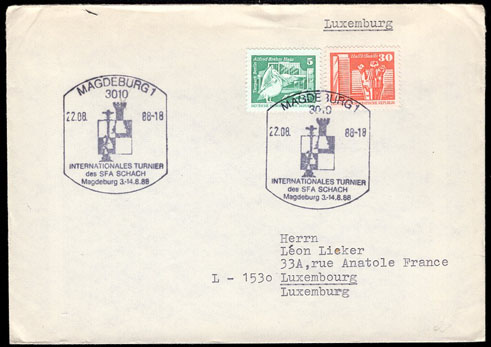 Luxemburg
MAGDEBURG 1
3010
22.08. 88-18
INTERNATIONALES TURNIER
des SFA SCHACH
Magdeburg 3.-14.8.88
Alfred Brehm Haus
5
30
MAGDEBURG 1
3010
22.08. 88-18
INTERNATIONALES TURNIER
des SFA SCHACH
Magdeburg 3.-14.8.88
Herrn
Léon Lieker
33A,rue Anatole France
L - 1530 Luxembourg
Luxemburg